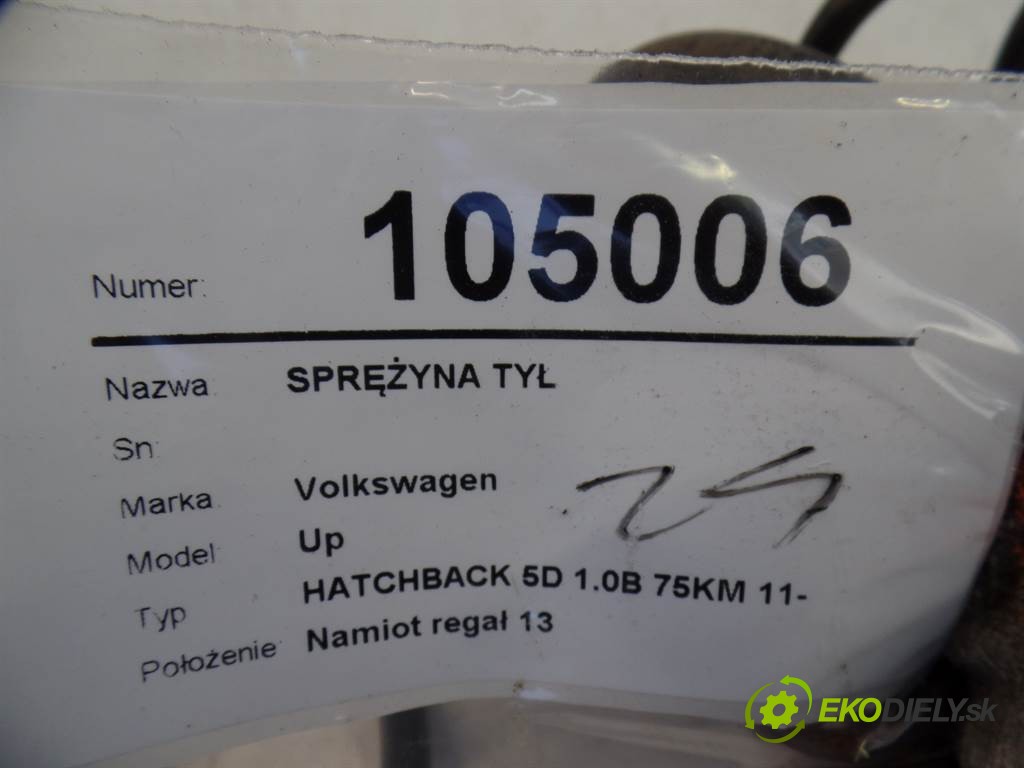 Numer: 105006
Nazwa: SPRĘŻYNA TYŁ
Sn:
Marka: Volkswagen
Model: Up
Typ HATCHBACK 5D 1.0B 75KM 11-
Położenie: Namiot regał 13
EKODIELY.sk